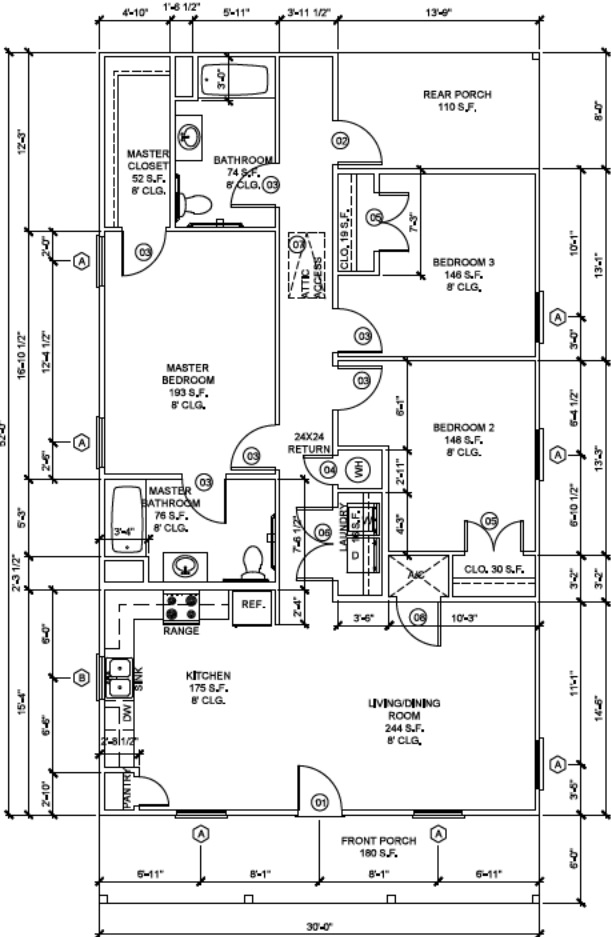 4'-10"
1'-6 1/2"
5'-11"
3'-11 1/2"
13'-9"
REAR PORCH
110 S.F.
8'-0"
3'-0"
12'-3"
02
MASTER
CLOSET
52 S.F.
8' CLG.
BATHROOM
74 S.F.
8' CLG.
03
CLO. 19 S.F.
05
7'-3"
10'-1"
13'-1"
2'-0"
A
03
07
ATTIC
ACCESS
BEDROOM 3
146 S.F.
8' CLG.
A
3'-0"
16'-10 1/2"
12'-4 1/2"
03
MASTER
BEDROOM
193 S.F.
8' CLG.
03
6'-1"
6'-4 1/2"
52'-0"
A
2'-6"
24X24
RETURN
BEDROOM 2
148 S.F.
8' CLG.
A
13'-3"
03
03
04
WH
2'-11"
MASTER
BATHROOM
76 S.F.
8' CLG.
5'-3"
3'-4"
7'-6 1/2"
06
LAUNDRY
W
D
4'-3"
05
6'-10 1/2"
2'-3 1/2"
A/C
CLO. 30 S.F.
3'-2"
3'-2"
REF.
RANGE
2'-4"
3'-6"
08
10'-3"
6'-0"
B
SINK
KITCHEN
175 S.F.
8' CLG.
11'-1"
14'-6"
15'-4"
LIVING/DINING
ROOM
244 S.F.
8' CLG.
DW
6'-6"
2'-8 1/2"
A
PANTRY
2'-10"
01
3'-5"
A
FRONT PORCH
180 S.F.
A
6'-0"
6'-11"
8'-1"
8'-1"
6'-11"
30'-0"